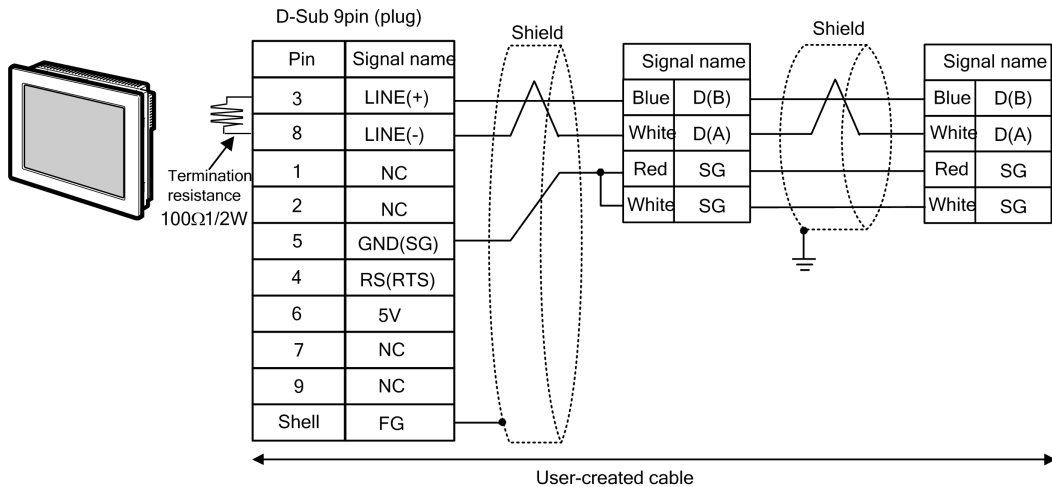 D-Sub 9pin (plug)
Shield
Shield
Pin Signal name
3 LINE(+)
8 LINE(-)
1 NC
2 NC
5 GND(SG)
4 RS(RTS)
6 5V
7 NC
9 NC
Shell FG
Termination
resistance
100Ω1/2W
Signal name
Blue D(B)
White D(A)
Red SG
White SG
Signal name
Blue D(B)
White D(A)
Red SG
White SG
User-created cable